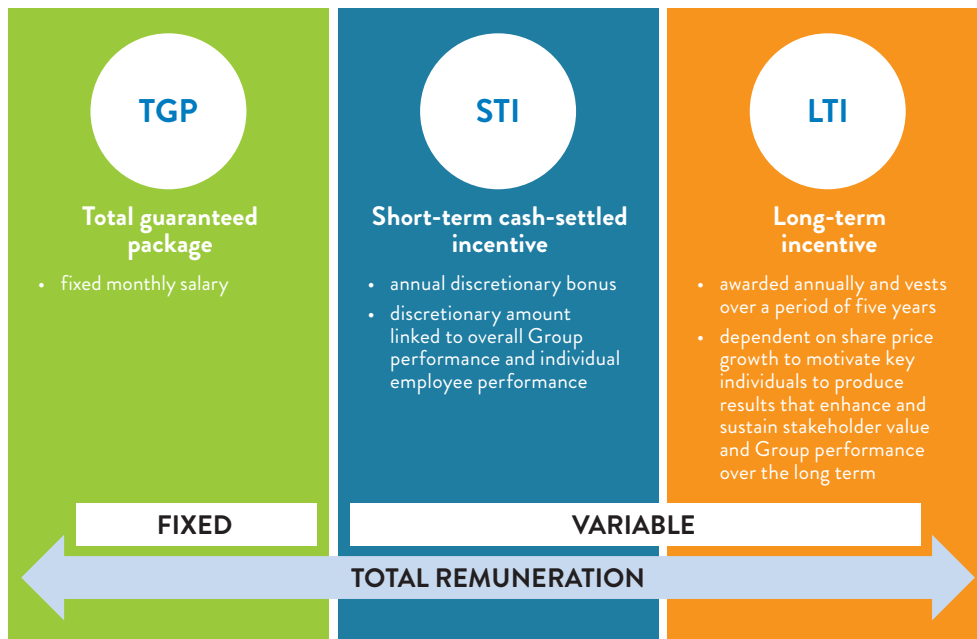 TGP
Total guaranteed
package
• fixed monthly salary
STI
Short-term cash-settled
incentive
• annual discretionary bonus
• discretionary amount
linked to overall Group
performance and individual
employee performance
LTI
Long-term
incentive
• awarded annually and vests
over a period of five years
• dependent on share price
growth to motivate key
individuals to produce
results that enhance and
sustain stakeholder value
and Group performance
over the long term
FIXED
VARIABLE
TOTAL REMUNERATION